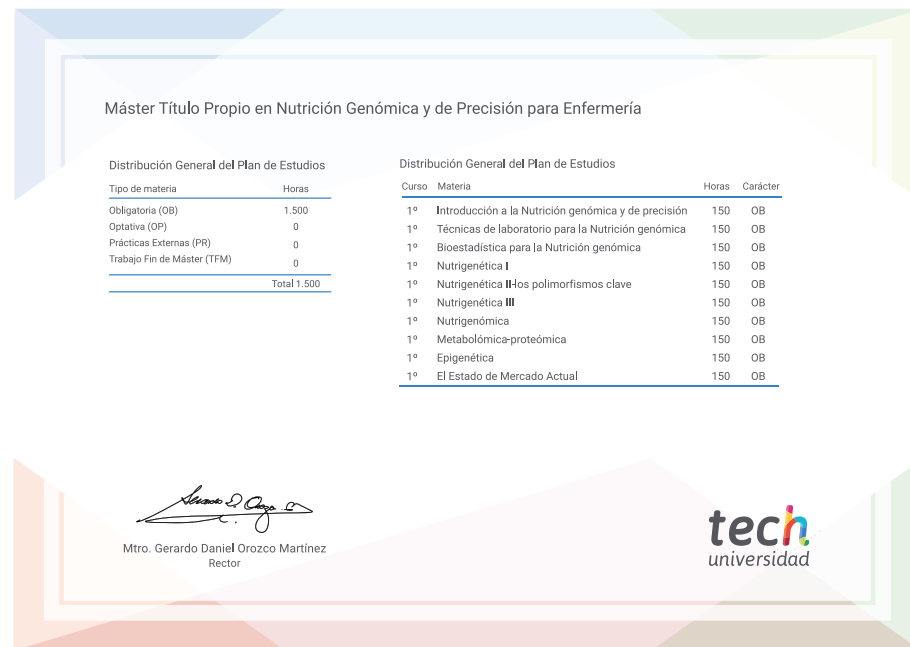 Máster Título Propio en Nutrición Genómica y de Precisión para Enfermería
Distribución General del Plan de Estudios
Tipo de materia Horas
Obligatoria (OB) 1.500
Optativa (OP) 0
Prácticas Externas (PR) 0
Trabajo Fin de Máster (TFM) 0
Total 1.500
Distribución General del Plan de Estudios
Curso Materia Horas Carácter
1º Introducción a la Nutrición genómica y de precisión 150 OB
1º Técnicas de laboratorio para la Nutrición genómica 150 OB
1º Bioestadística para la Nutrición genómica 150 OB
1º Nutrigenética I 150 OB
1º Nutrigenética II-los polimorfismos clave 150 OB
1º Nutrigenética III 150 OB
1º Nutrigenómica 150 OB
1º Metabolómica-proteómica 150 OB
1º Epigenética 150 OB
1º El Estado de Mercado Actual 150 OB
Mtro. Gerardo Daniel Orozco Martínez
Rector
tech
universidad